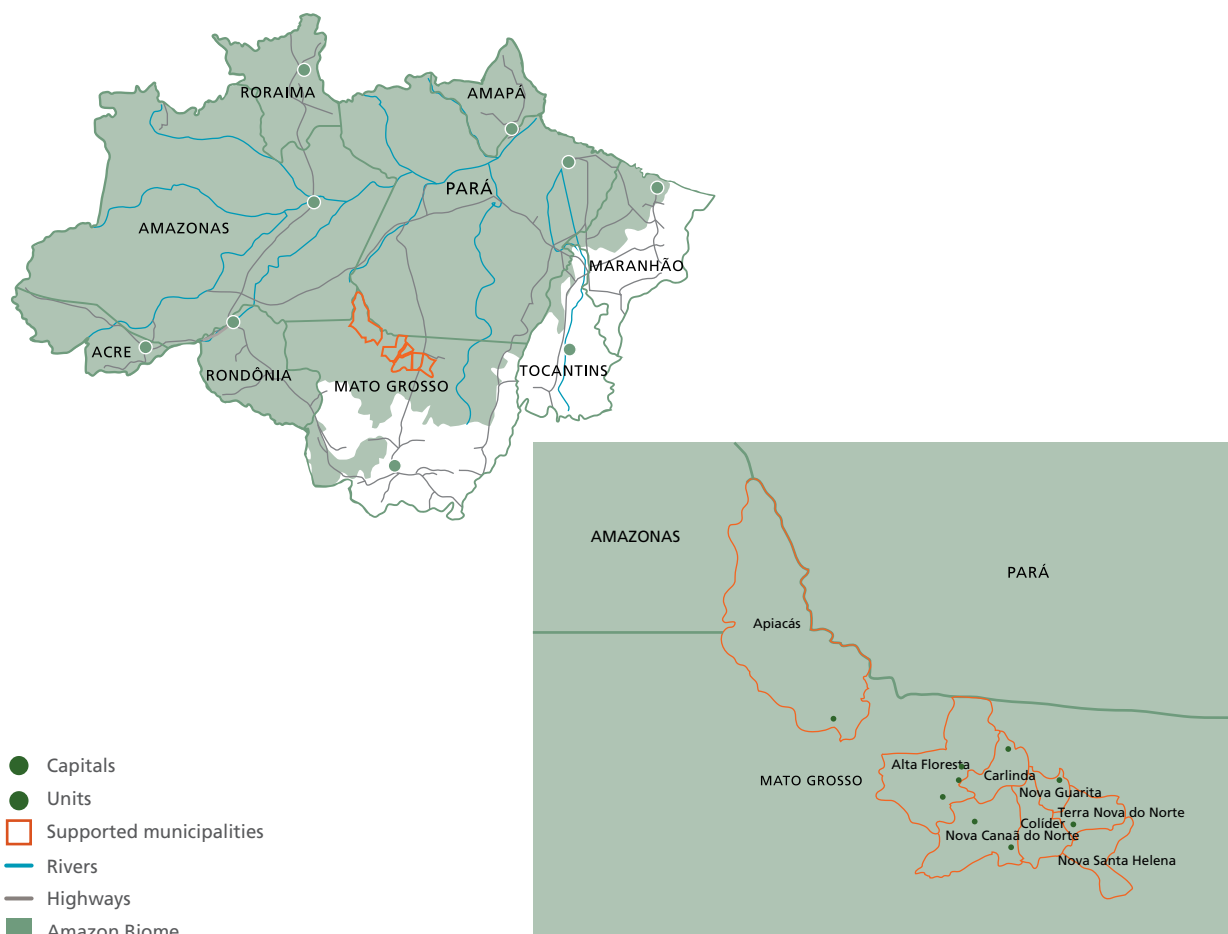 RORAIMA
AMAPÁ
PARÁ
AMAZONAS
MARANHÃO
ACRE
RONDÔNIA
TOCANTINS
MATO GROSSO
AMAZONAS
PARÁ
Apiacás
MATO GROSSO
Alta Floresta
Carlinda
Nova Guarita
Terra Nova do Norte
Colíder
Nova Canaã do Norte
Nova Santa Helena
Capitals
Units
Supported municipalities
Rivers
Highways
Amazon Biome